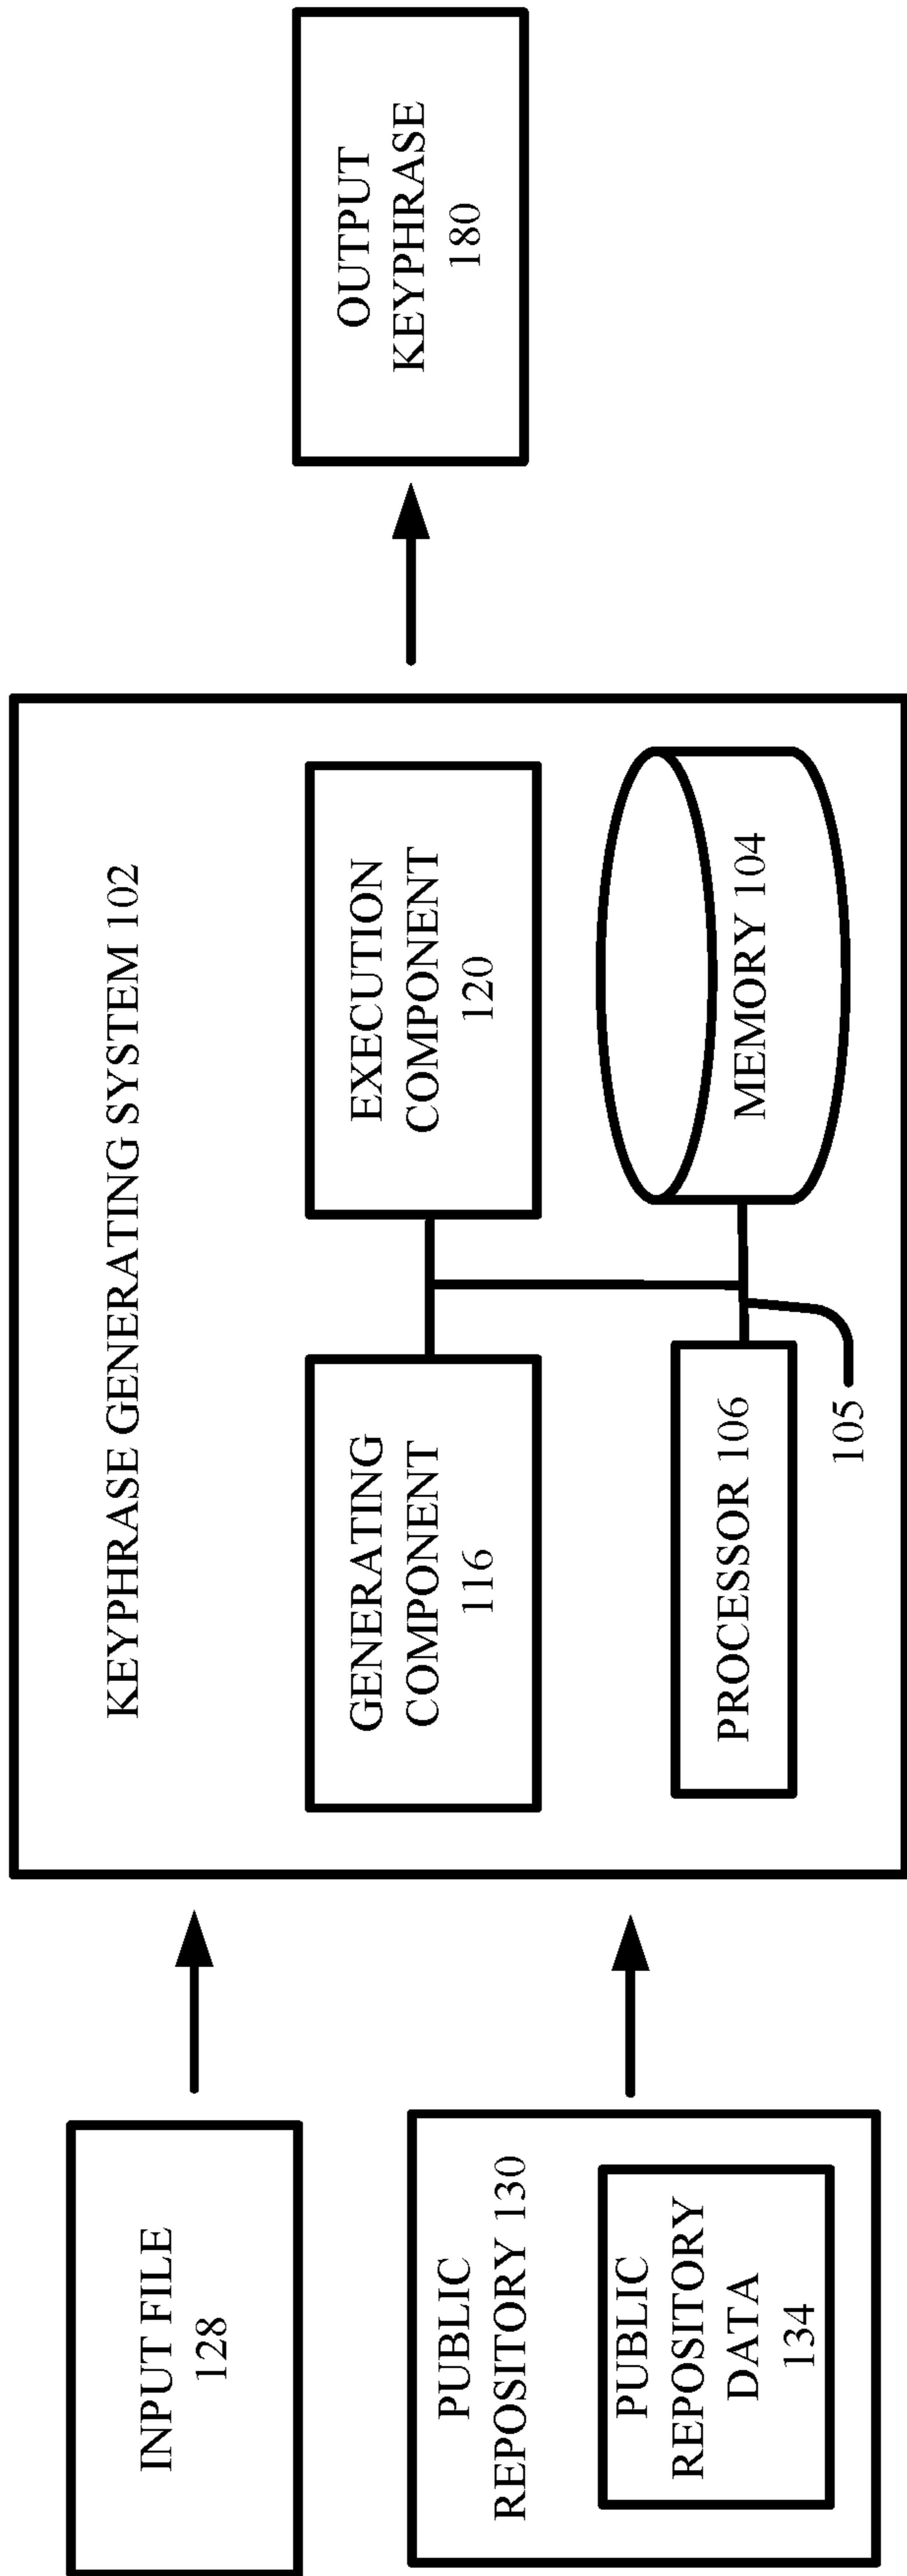 INPUT FILE
128
PUBLIC
REPOSITORY 130
PUBLIC
REPOSITORY
DATA
134
KEYPHRASE GENERATING SYSTEM 102
GENERATING
COMPONENT
116
EXECUTION
COMPONENT
120
PROCESSOR 106
105
MEMORY 104
OUTPUT
KEYPHRASE
180